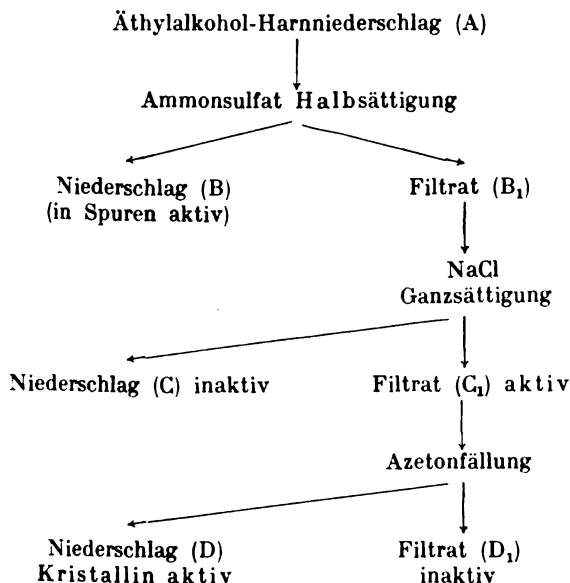 Äthylalkohol-Harnniederschlag (A)
Ammonsulfat Halbsättigung
Niederschlag (B) Filtrat (B₁)
(in Spuren aktiv)
NaCl
Ganzsättigung
Niederschlag (C) inaktiv Filtrat (C₁) aktiv
Azetonfällung
Niederschlag (D) Filtrat (D₁)
Kristallin aktiv inaktiv